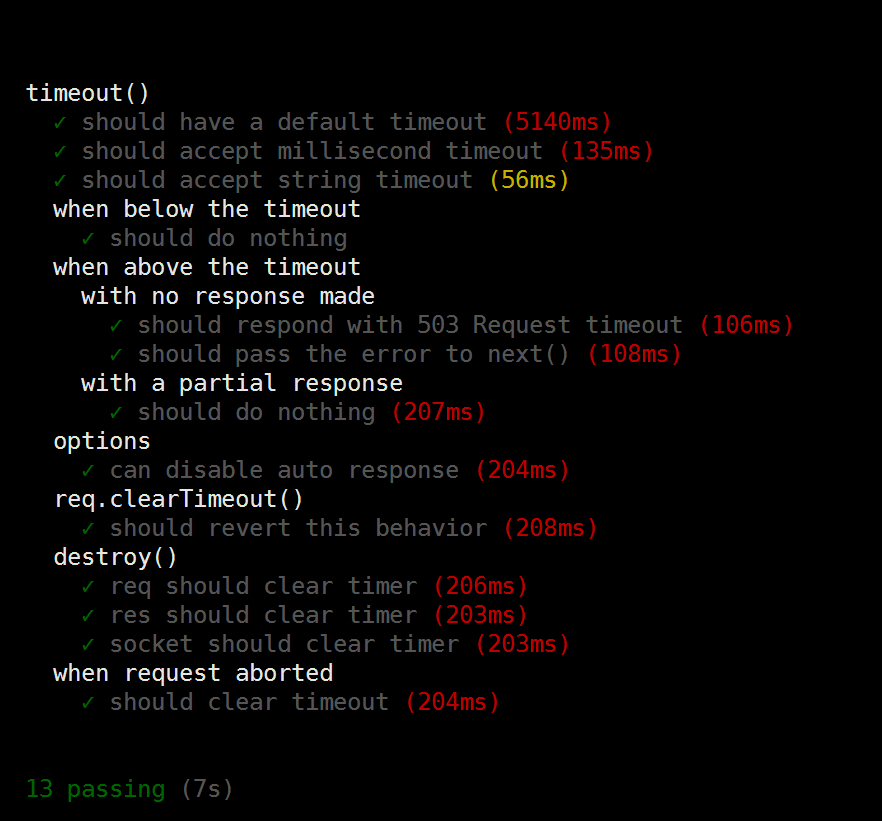 timeout()
✓ should have a default timeout (5140ms)
✓ should accept millisecond timeout (135ms)
✓ should accept string timeout (56ms)
when below the timeout
✓ should do nothing
when above the timeout
with no response made
✓ should respond with 503 Request timeout (106ms)
✓ should pass the error to next() (108ms)
with a partial response
✓ should do nothing (207ms)
options
✓ can disable auto response (204ms)
req.clearTimeout()
✓ should revert this behavior (208ms)
destroy()
✓ req should clear timer (206ms)
✓ res should clear timer (203ms)
✓ socket should clear timer (203ms)
when request aborted
✓ should clear timeout (204ms)
13 passing (7s)